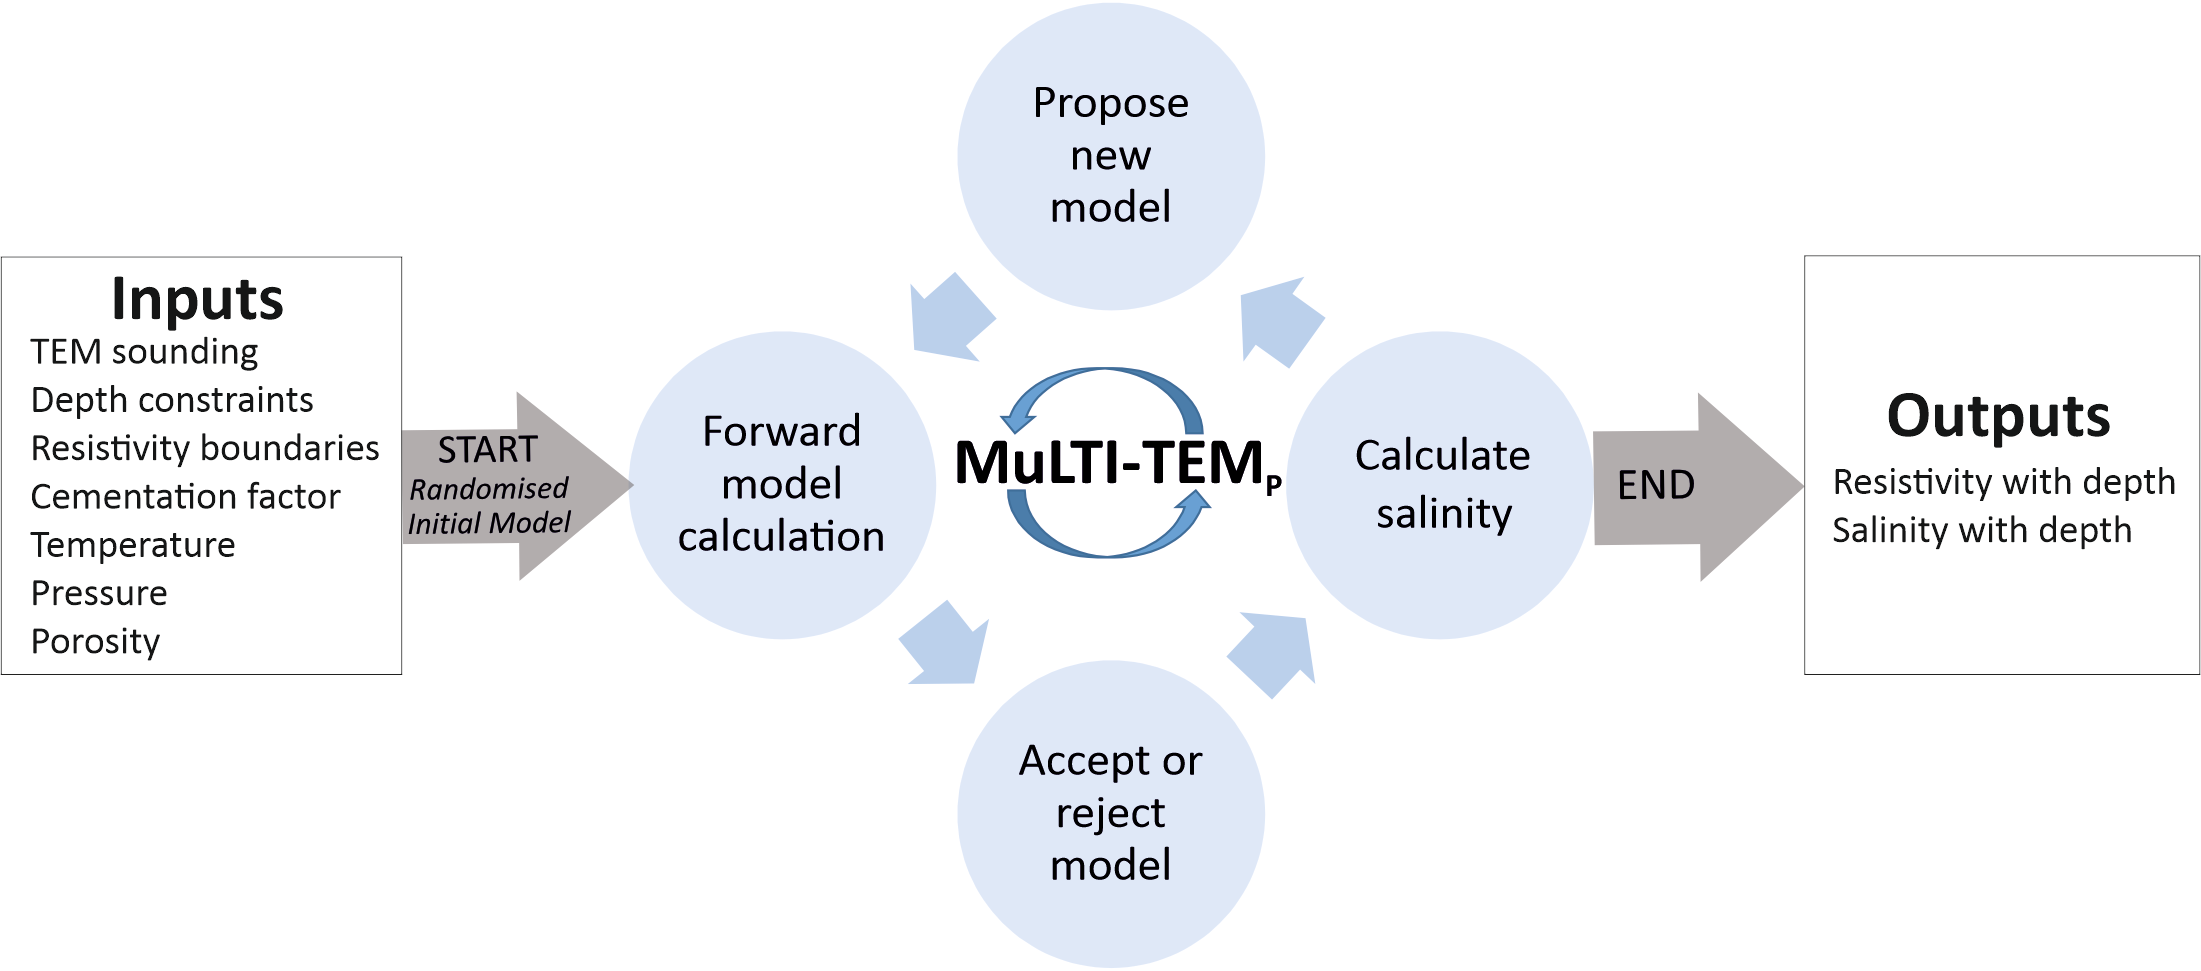 Inputs
TEM sounding
Depth constraints
Resistivity boundaries
Cementation factor
Temperature
Pressure
Porosity
START
Randomised
Initial Model
Propose
new
model
Forward
model
calculation
MuLTI-TEMP
Accept or
reject
model
Calculate
salinity
END
Outputs
Resistivity with depth
Salinity with depth